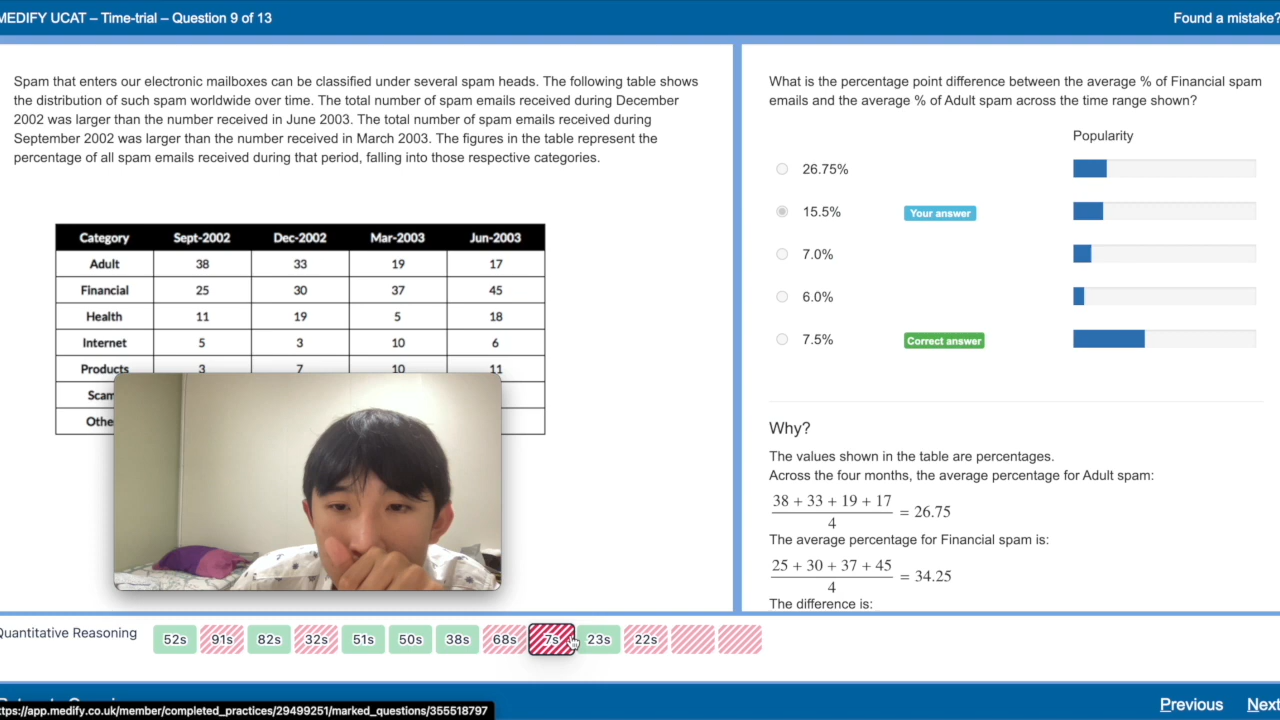 MEDIFY UCAT – Time-trial – Question 9 of 13
Found a mistake?
Spam that enters our electronic mailboxes can be classified under several spam heads. The following table shows
the distribution of such spam worldwide over time. The total number of spam emails received during December
2002 was larger than the number received in June 2003. The total number of spam emails received during
September 2002 was larger than the number received in March 2003. The figures in the table represent the
percentage of all spam emails received during that period, falling into those respective categories.
Category Sept-2002 Dec-2002 Mar-2003 Jun-2003
Adult 38 33 19 17
Financial 25 30 37 45
Health 11 19 5 18
Internet 5 3 10 6
Products 3 7 10 11
Scam
Othe
What is the percentage point difference between the average % of Financial spam
emails and the average % of Adult spam across the time range shown?
Popularity
26.75%
15.5% Your answer
7.0%
6.0%
7.5% Correct answer
Why?
The values shown in the table are percentages.
Across the four months, the average percentage for Adult spam:
38 + 33 + 19 + 17
4
= 26.75
The average percentage for Financial spam is:
25 + 30 + 37 + 45
4
= 34.25
The difference is:
Quantitative Reasoning 52s 91s 82s 32s 51s 50s 38s 68s 7s 23s 22s
Previous Next
ttps://app.medify.co.uk/member/completed_practices/29499251/marked_questions/355518797